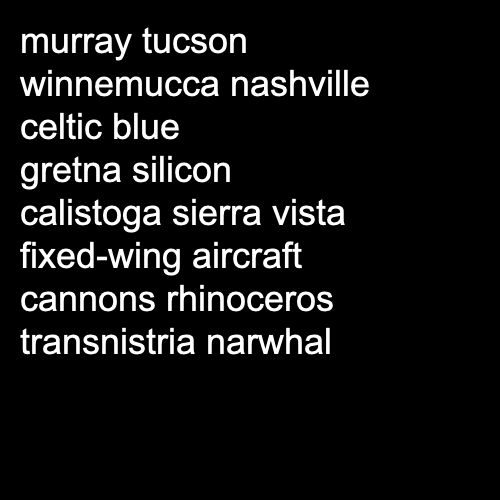 murray tucson
winnemucca nashville
celtic blue
gretna silicon
calistoga sierra vista
fixed-wing aircraft
cannons rhinoceros
transnistria narwhal